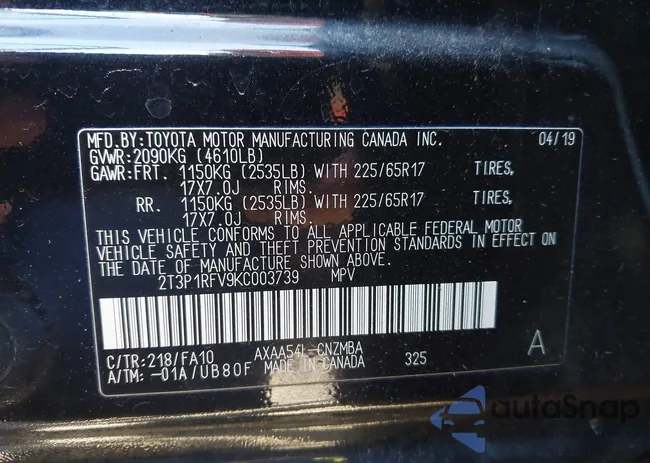 MFD.BY:TOYOTA MOTOR MANUFACTURING CANADA INC. 04/19
GVWR:2090KG (4610LB)
GAWR:FRT. 1150KG (2535LB) WITH 225/65R17 TIRES,
17X7.0J RIMS.
RR. 1150KG (2535LB) WITH 225/65R17 TIRES,
17X7.0J RIMS.
THIS VEHICLE CONFORMS TO ALL APPLICABLE FEDERAL MOTOR
VEHICLE SAFETY AND THEFT PREVENTION STANDARDS IN EFFECT ON
THE DATE OF MANUFACTURE SHOWN ABOVE.
2T3P1RFV9KC003739 MPV
C/TR:218/FA10 AXAA54L-CNZMBA 325 A
A/TM: -01A/UB80F MADE IN CANADA
autoSnap